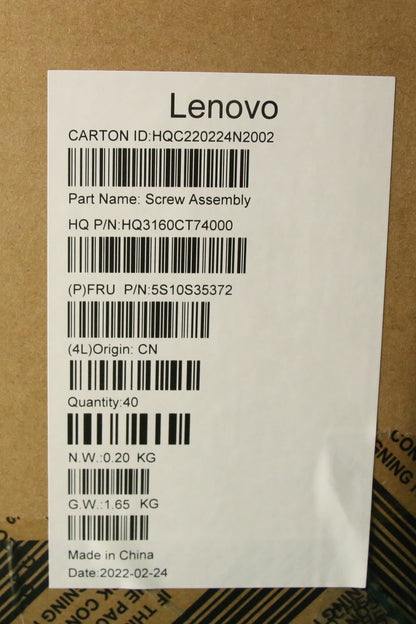 Lenovo
CARTON ID:HQC220224N2002
Part Name: Screw Assembly
HQ P/N:HQ3160CT74000
(P)FRU P/N:5S10S35372
(4L)Origin: CN
Quantity:40
N.W.:0.20 KG
G.W.:1.65 KG
Made in China
Date:2022-02-24